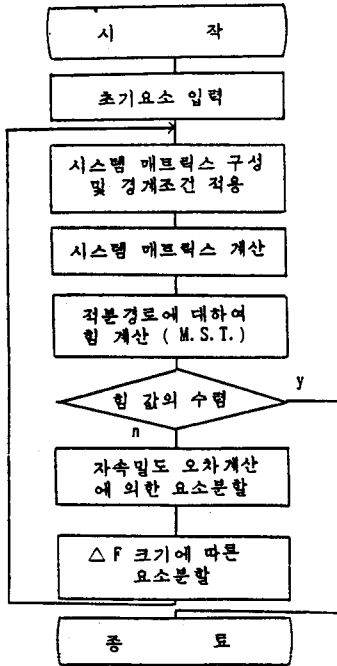 시 작
초기요소 입력
시스템 매트릭스 구성
및 경계조건 적용
시스템 매트릭스 계산
적분경로에 대하여
힘 계산 ( M.S.T.)
힘 값의 수렴
y
n
자속밀도 오차계산
에 의한 요소분할
△ F 크기에 따른
요소분할
종 료